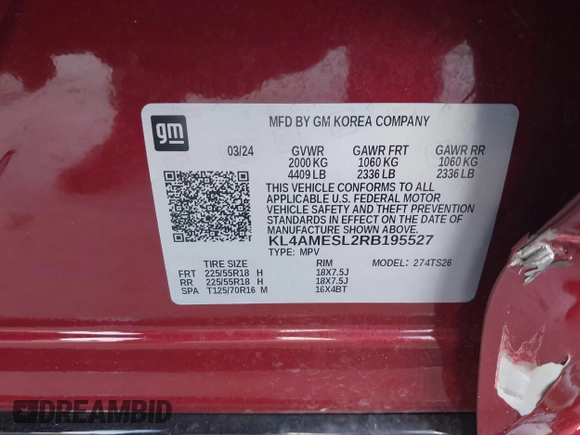 gm
MFD BY GM KOREA COMPANY
03/24 GVWR GAWR FRT GAWR RR
2000 KG 1060 KG 1060 KG
4409 LB 2336 LB 2336 LB
THIS VEHICLE CONFORMS TO ALL
APPLICABLE U.S. FEDERAL MOTOR
VEHICLE SAFETY AND THEFT PREVENTION
STANDARDS IN EFFECT ON THE DATE OF
MANUFACTURE SHOWN ABOVE.
KL4AMESL2RB195527
TYPE: MPV MODEL: 274TS26
TIRE SIZE RIM
FRT 225/55R18 H 18X7.5J
RR 225/55R18 H 18X7.5J
SPA T125/70R16 M 16X4BT
DREAMBID